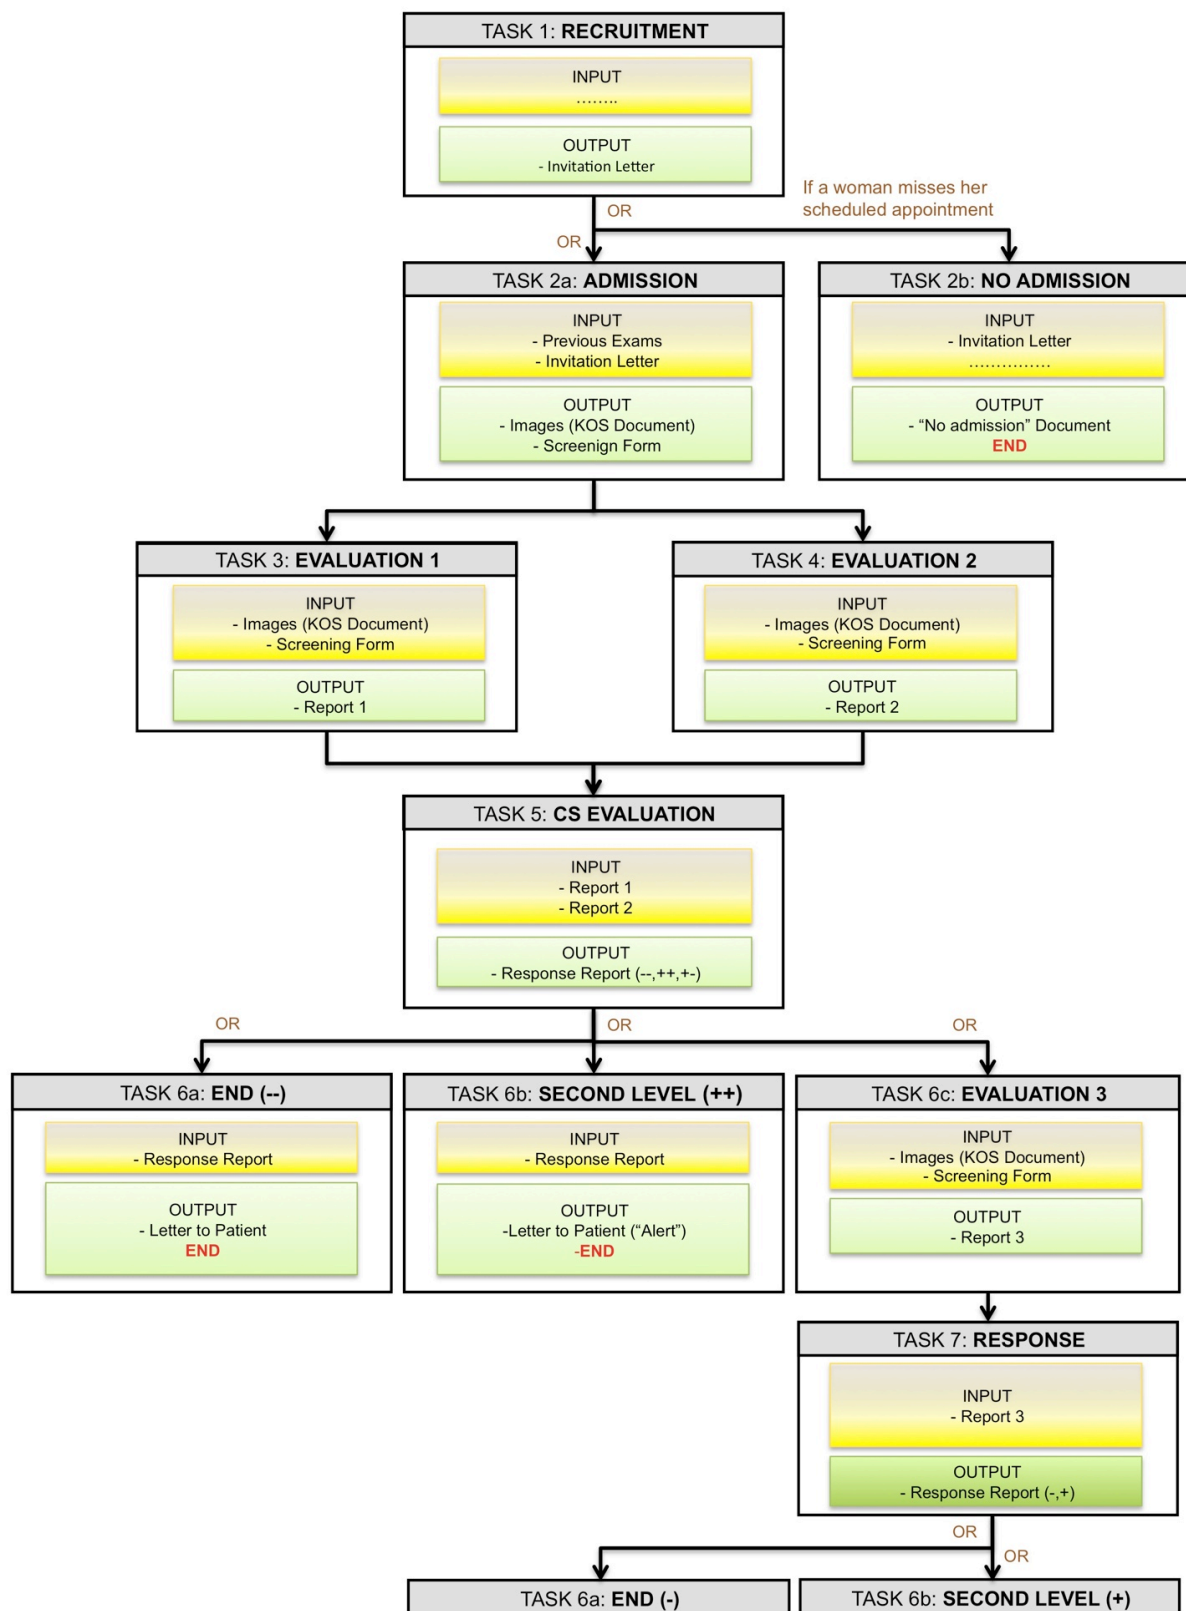 TASK 1: RECRUITMENT
INPUT
........
OUTPUT
- Invitation Letter
If a woman misses her
scheduled appointment
OR
OR
TASK 2a: ADMISSION
INPUT
- Previous Exams
- Invitation Letter
OUTPUT
- Images (KOS Document)
- Screenign Form
TASK 2b: NO ADMISSION
INPUT
- Invitation Letter
...............
OUTPUT
- “No admission” Document
END
TASK 3: EVALUATION 1
INPUT
- Images (KOS Document)
- Screening Form
OUTPUT
- Report 1
TASK 4: EVALUATION 2
INPUT
- Images (KOS Document)
- Screening Form
OUTPUT
- Report 2
TASK 5: CS EVALUATION
INPUT
- Report 1
- Report 2
OUTPUT
- Response Report (--,++,+-)
OR
OR
OR
TASK 6a: END (--)
INPUT
- Response Report
OUTPUT
- Letter to Patient
END
TASK 6b: SECOND LEVEL (++)
INPUT
- Response Report
OUTPUT
-Letter to Patient (“Alert”)
-END
TASK 6c: EVALUATION 3
INPUT
- Images (KOS Document)
- Screening Form
OUTPUT
- Report 3
TASK 7: RESPONSE
INPUT
- Report 3
OUTPUT
- Response Report (-,+)
OR
OR
TASK 6a: END (-)
TASK 6b: SECOND LEVEL (+)